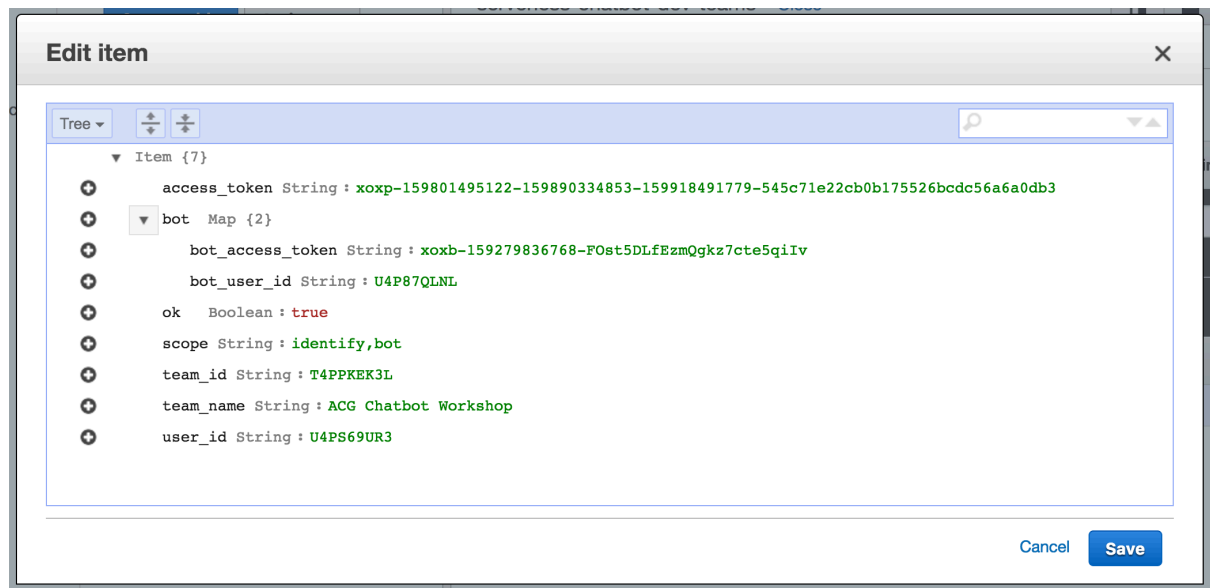 Edit item
Tree
Item {7}
access_token String : xoxp-159801495122-159890334853-159918491779-545c71e22cb0b175526bcdc56a6a0db3
bot Map {2}
bot_access_token String : xoxb-159279836768-FOst5DLfEzmQgkz7cte5qiIv
bot_user_id String : U4P87QLNL
ok Boolean : true
scope String : identify,bot
team_id String : T4PPKEK3L
team_name String : ACG Chatbot Workshop
user_id String : U4PS69UR3
Cancel Save